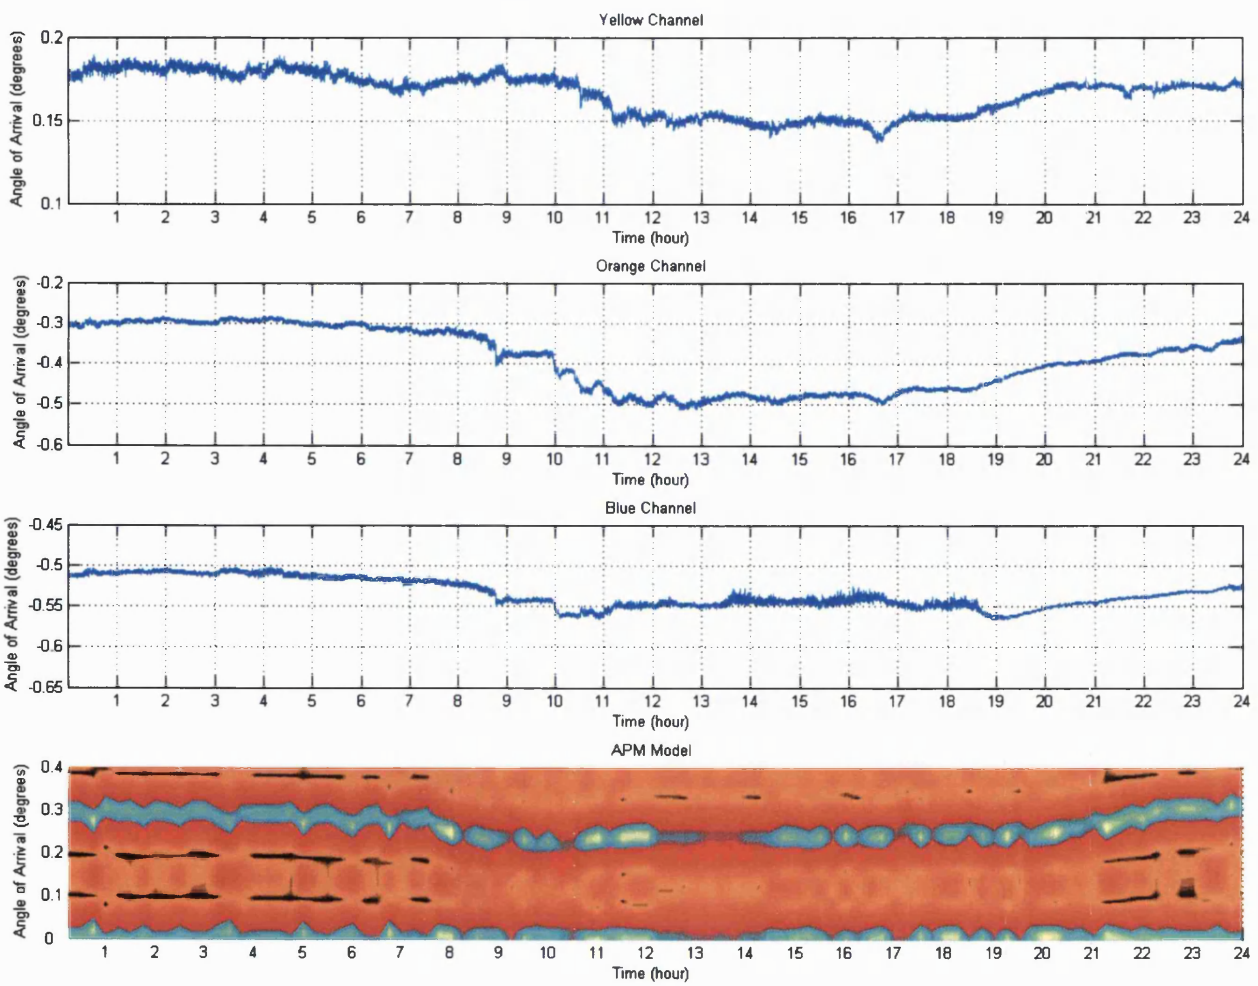 Yellow Channel
Angle of Arrival (degrees)
0.2
0.15
0.1
1 2 3 4 5 6 7 8 9 10 11 12 13 14 15 16 17 18 19 20 21 22 23 24
Time (hour)
Orange Channel
Angle of Arrival (degrees)
-0.2
-0.3
-0.4
-0.5
-0.6
1 2 3 4 5 6 7 8 9 10 11 12 13 14 15 16 17 18 19 20 21 22 23 24
Time (hour)
Blue Channel
Angle of Arrival (degrees)
-0.45
-0.5
-0.55
-0.6
-0.65
1 2 3 4 5 6 7 8 9 10 11 12 13 14 15 16 17 18 19 20 21 22 23 24
Time (hour)
APM Model
Angle of Arrival (degrees)
0.4
0.3
0.2
0.1
0
1 2 3 4 5 6 7 8 9 10 11 12 13 14 15 16 17 18 19 20 21 22 23 24
Time (hour)